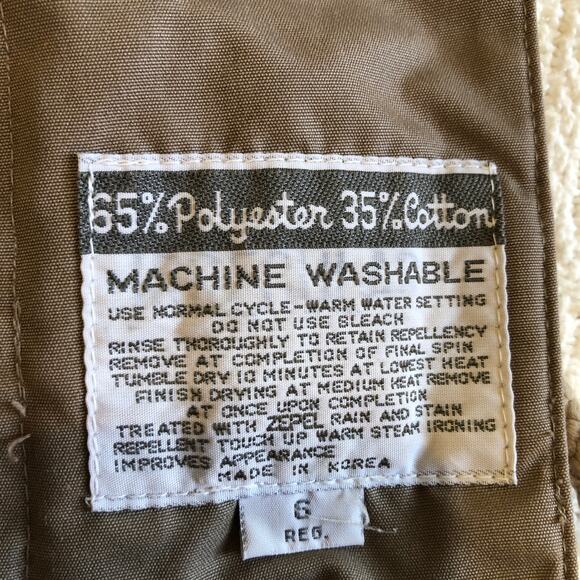 65% Polyester 35% Cotton
MACHINE WASHABLE
USE NORMAL CYCLE-WARM WATER SETTING
DO NOT USE BLEACH
RINSE THOROUGHLY TO RETAIN REPELLENCY
REMOVE AT COMPLETION OF FINAL SPIN
TUMBLE DRY 10 MINUTES AT LOWEST HEAT
FINISH DRYING AT MEDIUM HEAT REMOVE
AT ONCE UPON COMPLETION
TREATED WITH ZEPEL RAIN AND STAIN
REPELLENT TOUCH UP WARM STEAM IRONING
IMPROVES APPEARANCE
MADE IN KOREA
6
REG.